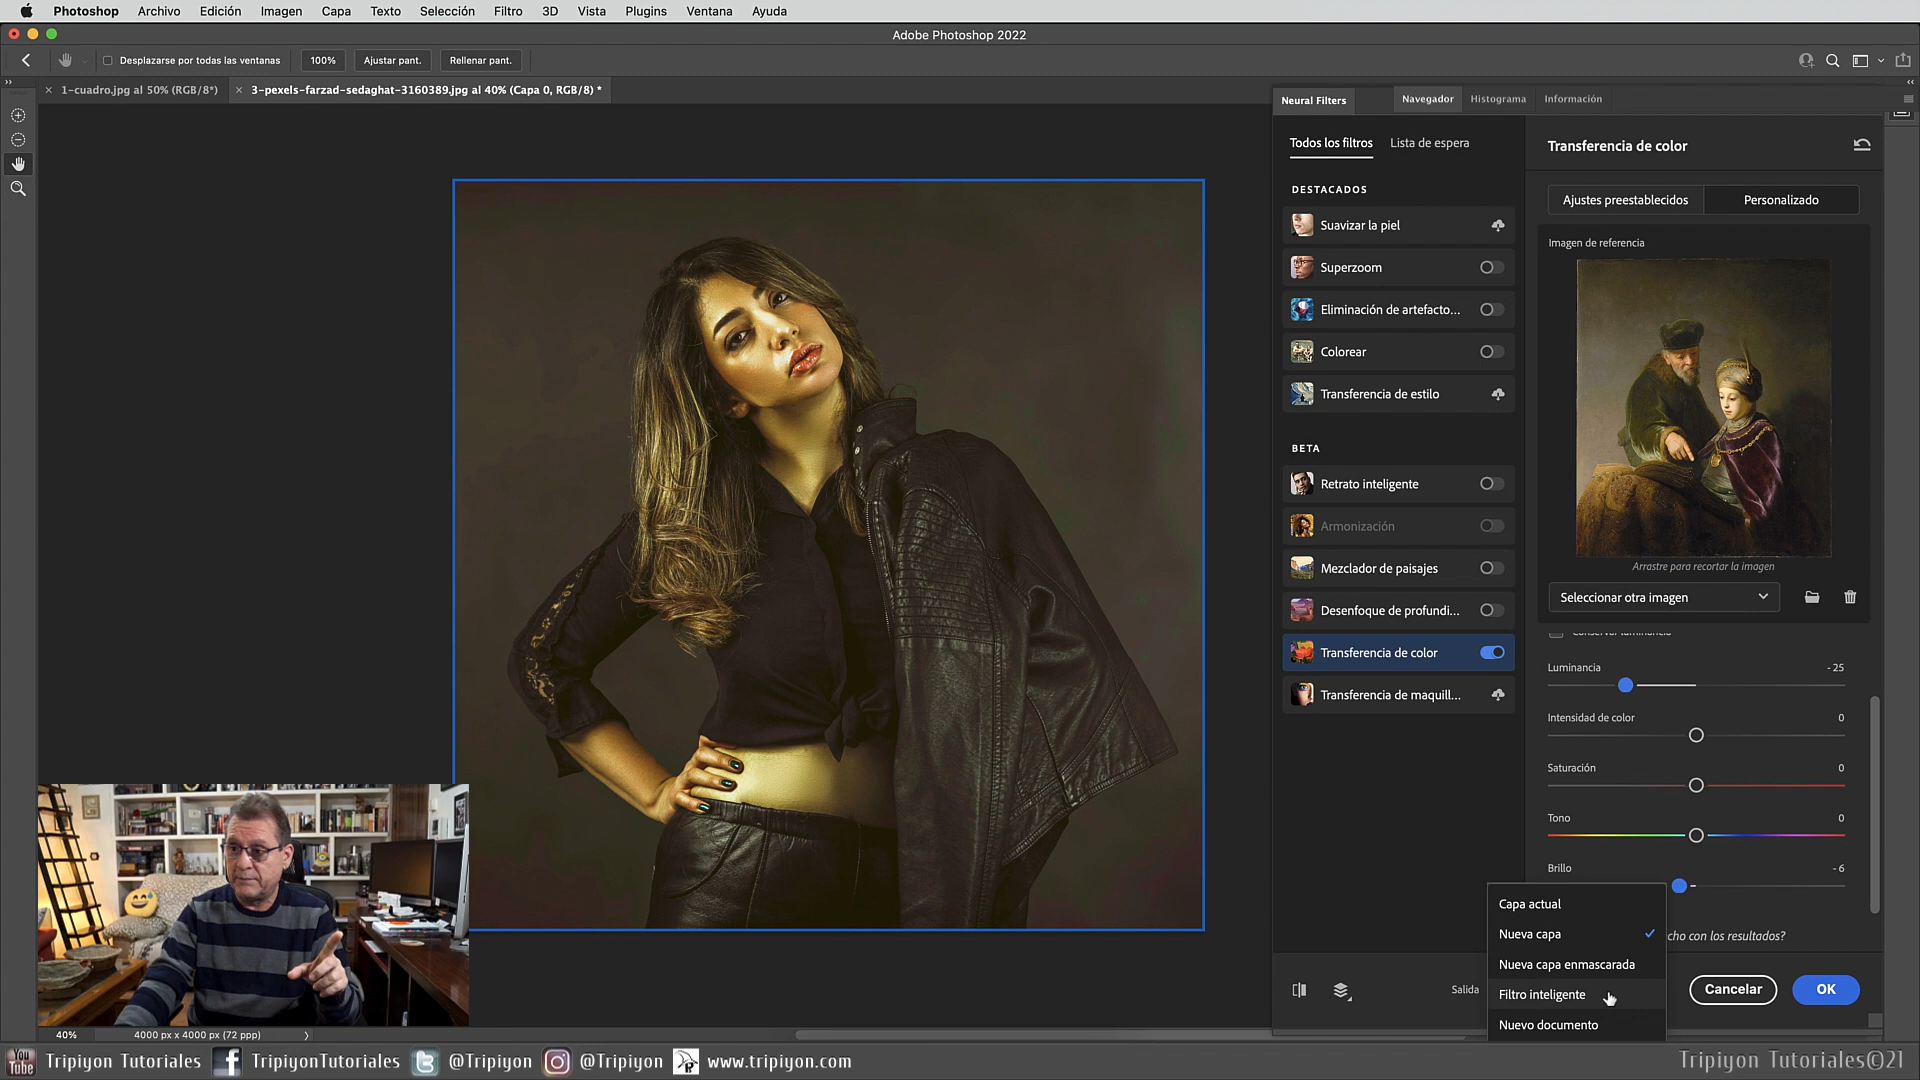 Photoshop Archivo Edición Imagen Capa Texto Selección Filtro 3D Vista Plugins Ventana Ayuda
Adobe Photoshop 2022
Desplazarse por todas las ventanas 100% Ajustar pant. Rellenar pant.
1-cuadro.jpg al 50% (RGB/8*) 3-pexels-farzad-sedaghat-3160389.jpg al 40% (Capa 0, RGB/8) *
Neural Filters Navegador Histograma Información
Todos los filtros Lista de espera
DESTACADOS
Suavizar la piel
Superzoom
Eliminación de artefacto...
Colorear
Transferencia de estilo
BETA
Retrato inteligente
Armonización
Mezclador de paisajes
Desenfoque de profundi...
Transferencia de color
Transferencia de maquill...
Transferencia de color
Ajustes preestablecidos Personalizado
Imagen de referencia
Arrastre para recortar la imagen
Seleccionar otra imagen
Conservar luminancia
Luminancia -25
Intensidad de color 0
Saturación 0
Tono 0
Brillo -6
cho con los resultados?
Capa actual
Nueva capa
Nueva capa enmascarada
Filtro inteligente
Nuevo documento
Salida
Cancelar OK
40% 4000 px x 4000 px (72 ppp)
You Tube Tripiyon Tutoriales TripiyonTutoriales @Tripiyon @Tripiyon www.tripiyon.com
Tripiyon Tutoriales©21